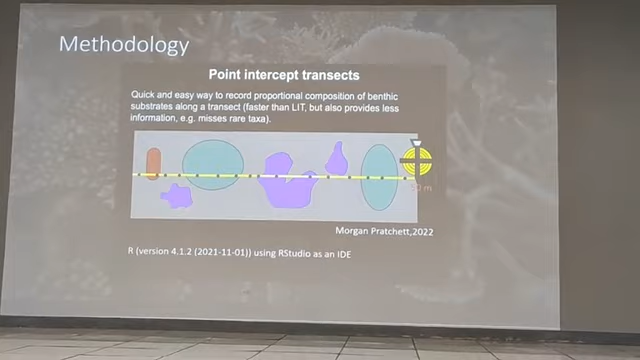 Methodology
Point intercept transects
Quick and easy way to record proportional composition of benthic
substrates along a transect (faster than LIT, but also provides less
information, e.g. misses rare taxa).
50 m
Morgan Pratchett,2022
R (version 4.1.2 (2021-11-01)) using RStudio as an IDE